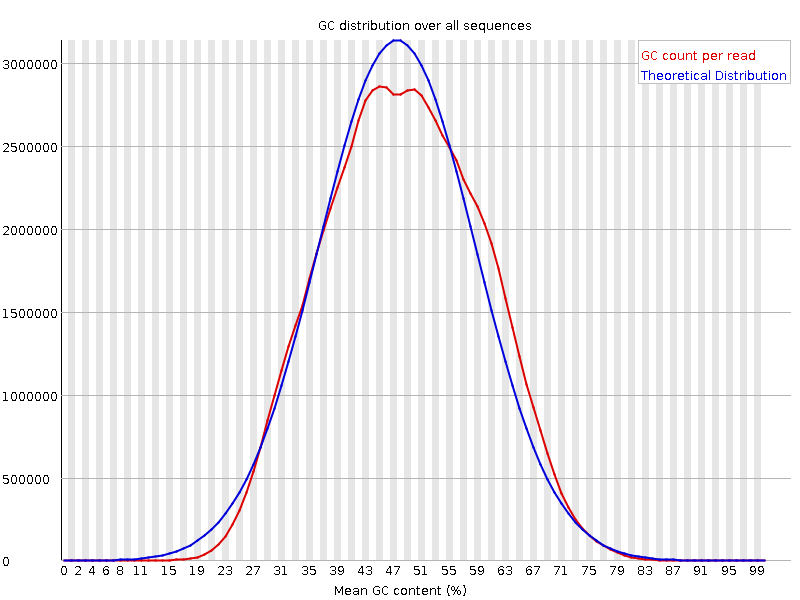 GC distribution over all sequences
GC count per read
Theoretical Distribution
3000000
2500000
2000000
1500000
1000000
500000
0
0 2 4 6 8 11 15 19 23 27 31 35 39 43 47 51 55 59 63 67 71 75 79 83 87 91 95 99
Mean GC content (%)